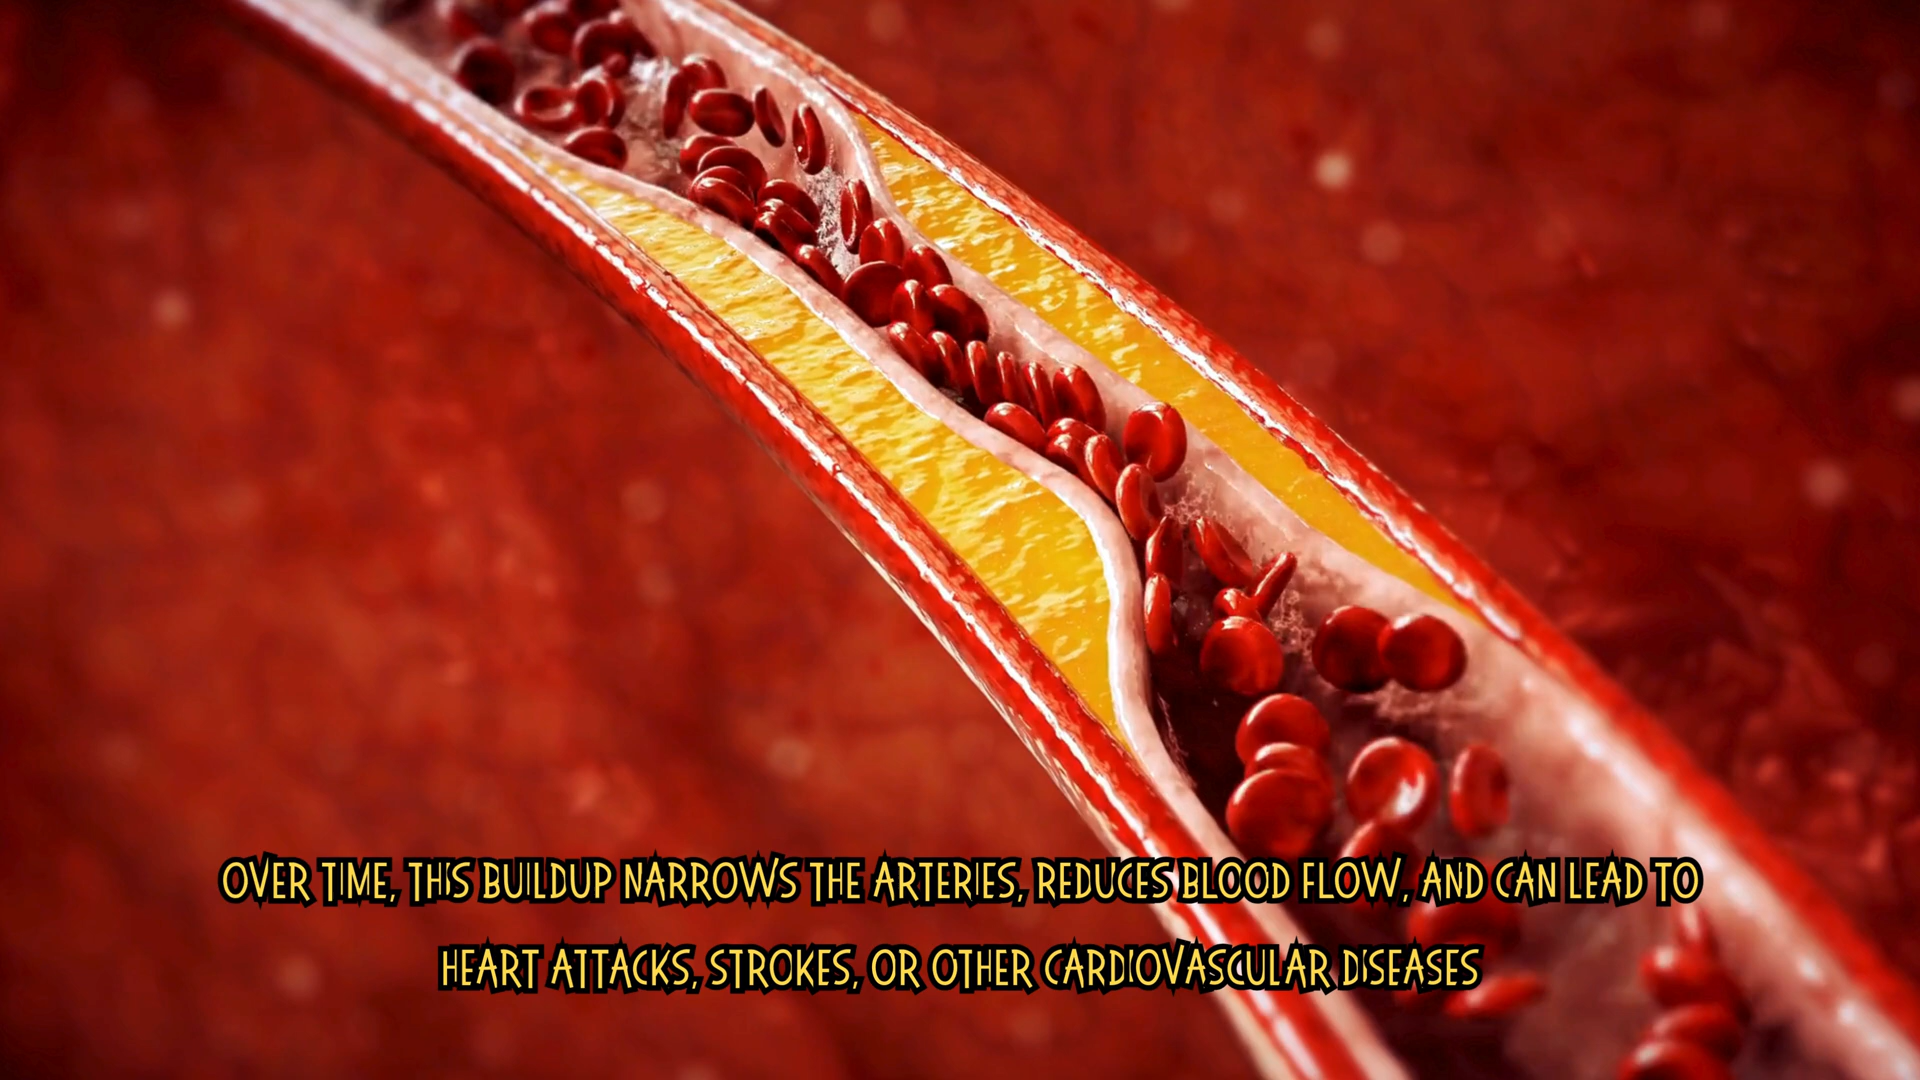 OVER TIME, THIS BUILDUP NARROWS THE ARTERIES, REDUCES BLOOD FLOW, AND CAN LEAD TO
HEART ATTACKS, STROKES, OR OTHER CARDIOVASCULAR DISEASES